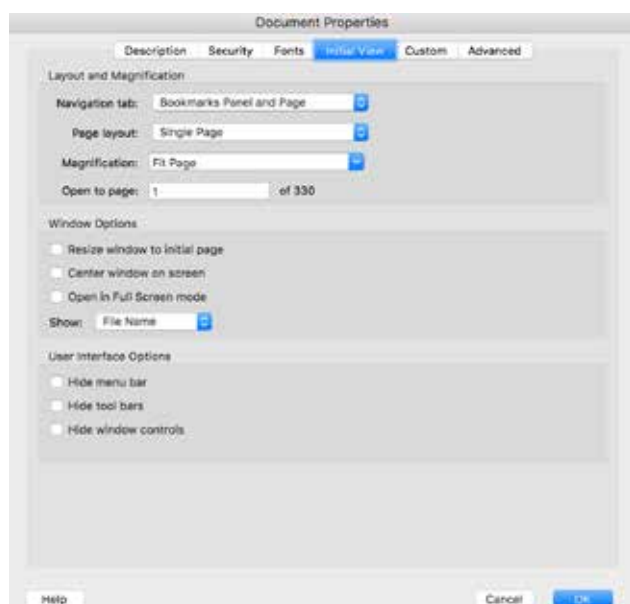 Document Properties
Description Security Fonts Initial View Custom Advanced
Layout and Magnification
Navigation tab: Bookmarks Panel and Page
Page layout: Single Page
Magnification: Fit Page
Open to page: 1 of 330
Window Options
Resize window to initial page
Center window on screen
Open in Full Screen mode
Show: File Name
User Interface Options
Hide menu bar
Hide tool bars
Hide window controls
Help Cancel OK